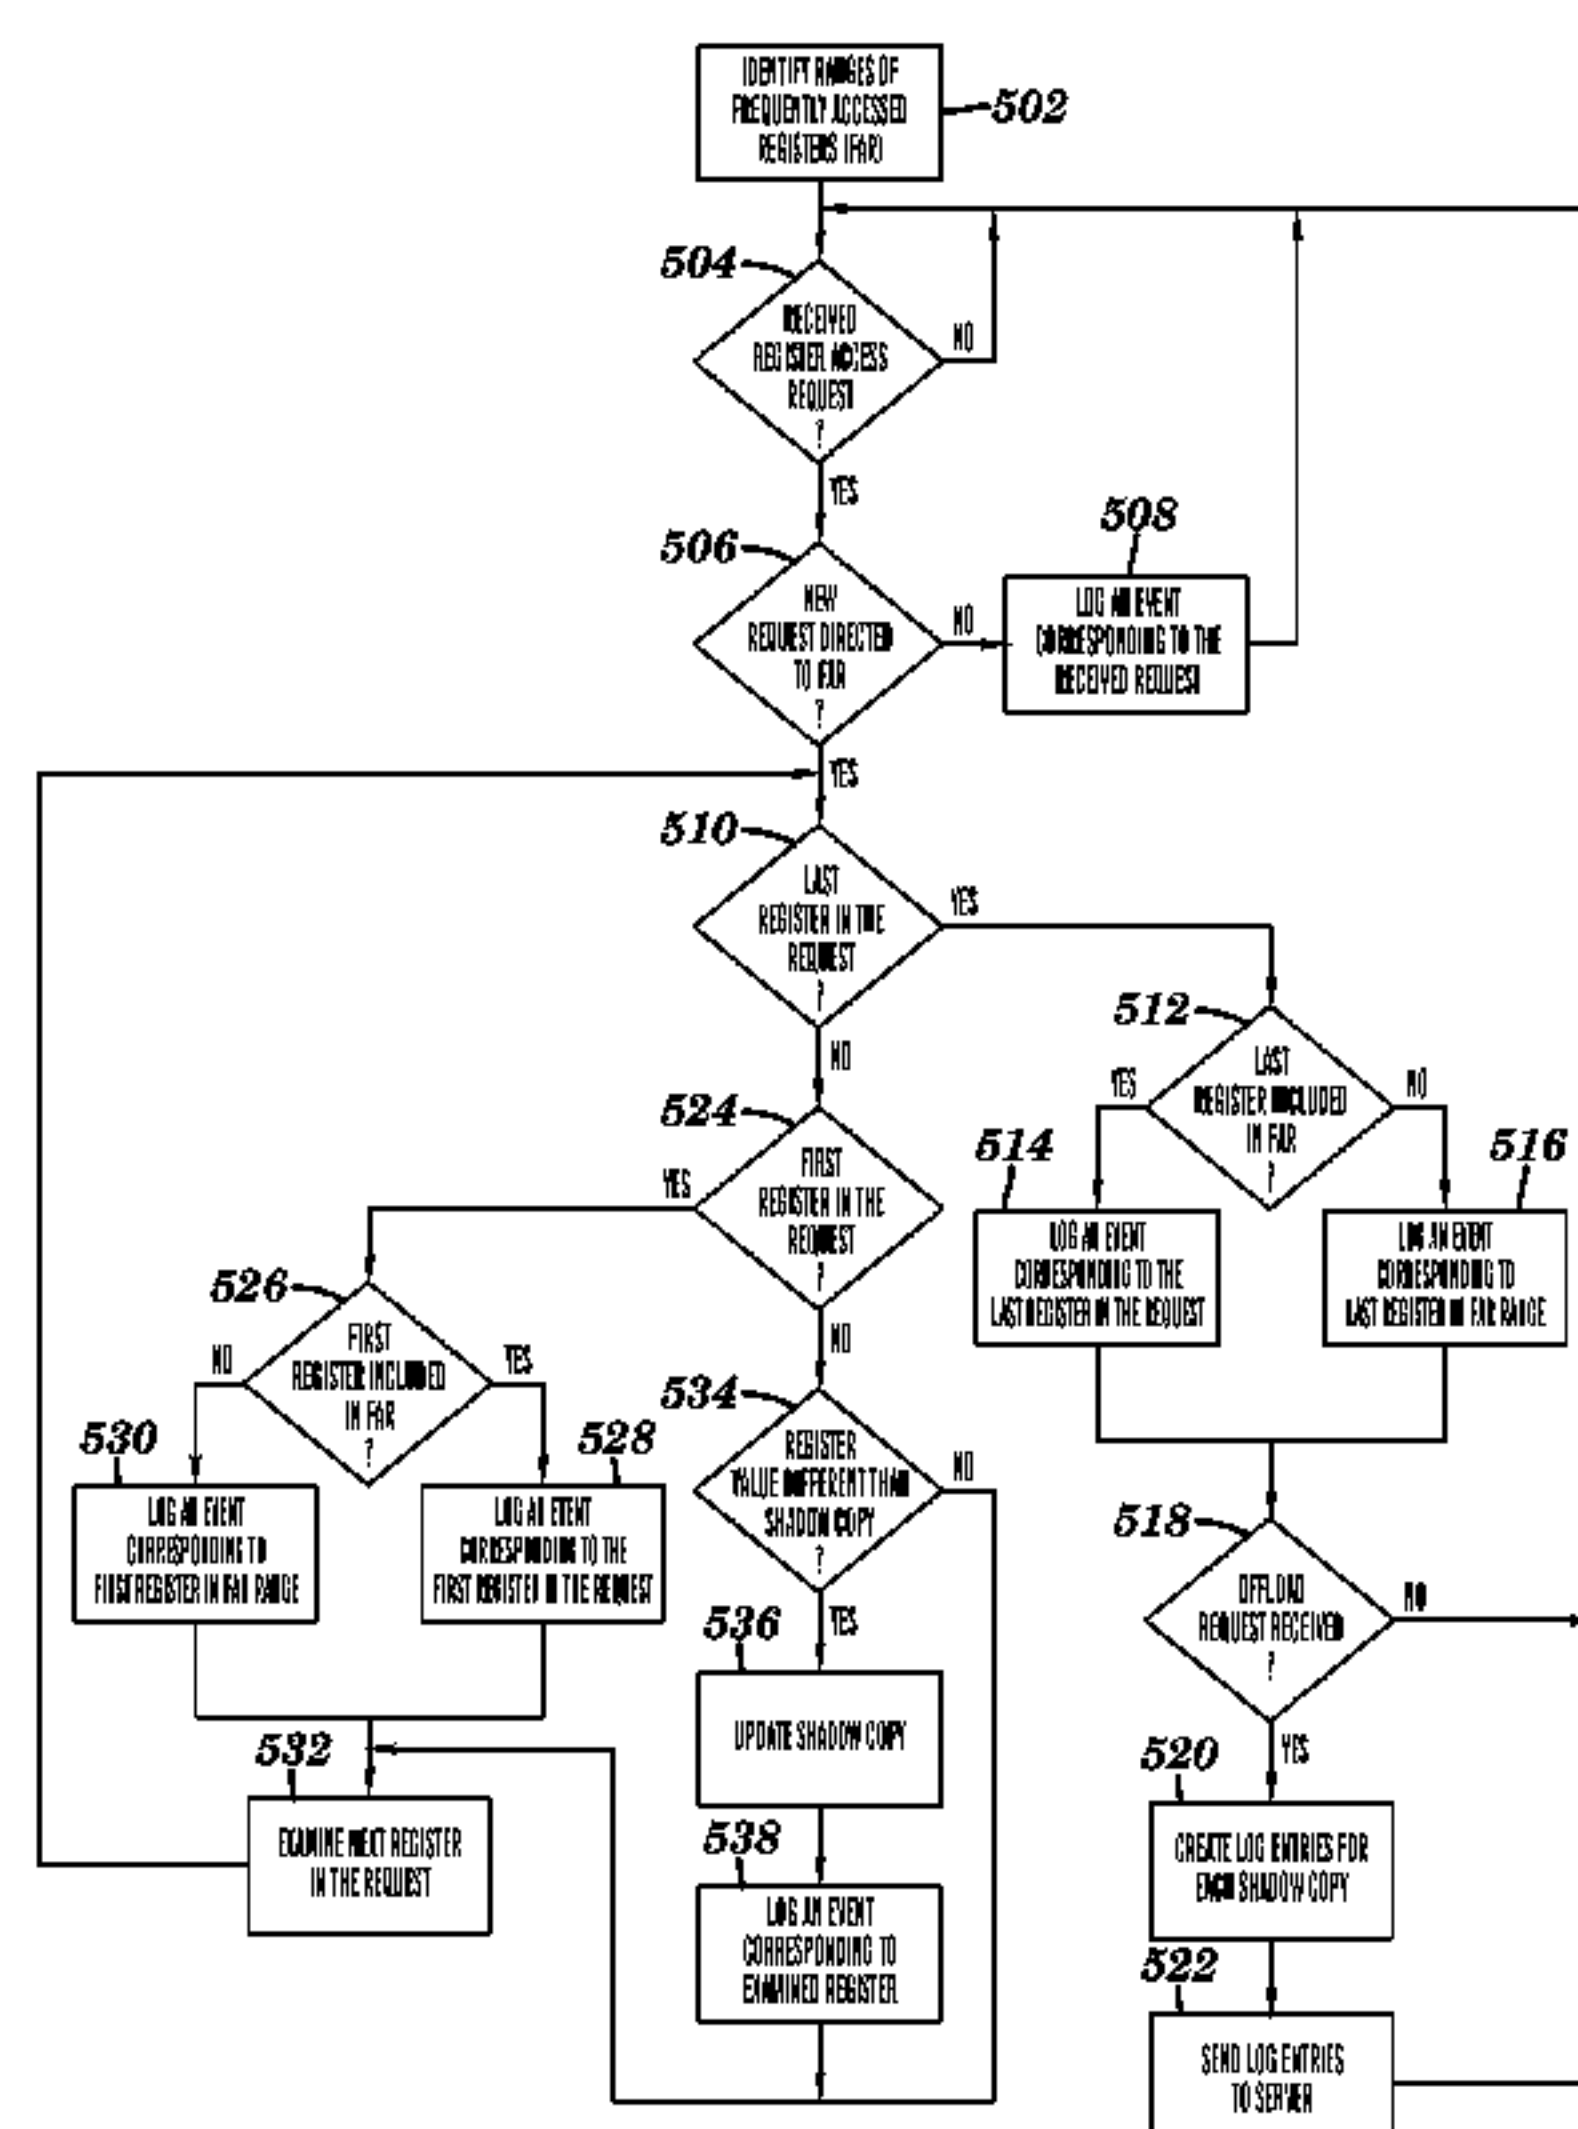 IDENTIFY RANGES OF
FREQUENTLY ACCESSED
REGISTERS (FAR)
502
504
RECEIVED
REGISTER ACCESS
REQUEST
?
NO
YES
506
NEW
REQUEST DIRECTED
TO FAR
?
NO
508
LOG AN EVENT
CORRESPONDING TO THE
RECEIVED REQUEST
YES
510
LAST
REGISTER IN THE
REQUEST
?
YES
NO
512
LAST
REGISTER INCLUDED
IN FAR
?
YES
NO
514
LOG AN EVENT
CORRESPONDING TO THE
LAST REGISTER IN THE REQUEST
516
LOG AN EVENT
CORRESPONDING TO
LAST REGISTER IN FAR RANGE
524
FIRST
REGISTER IN THE
REQUEST
?
YES
NO
526
FIRST
REGISTER INCLUDED
IN FAR
?
NO
YES
530
LOG AN EVENT
CORRESPONDING TO
FIRST REGISTER IN FAR RANGE
528
LOG AN EVENT
CORRESPONDING TO THE
FIRST REGISTER IN THE REQUEST
534
REGISTER
VALUE DIFFERENT THAN
SHADOW COPY
?
NO
YES
518
OFFLOAD
REQUEST RECEIVED
?
NO
YES
536
UPDATE SHADOW COPY
532
EXAMINE NEXT REGISTER
IN THE REQUEST
538
LOG AN EVENT
CORRESPONDING TO
EXAMINED REGISTER
520
CREATE LOG ENTRIES FOR
EACH SHADOW COPY
522
SEND LOG ENTRIES
TO SERVER